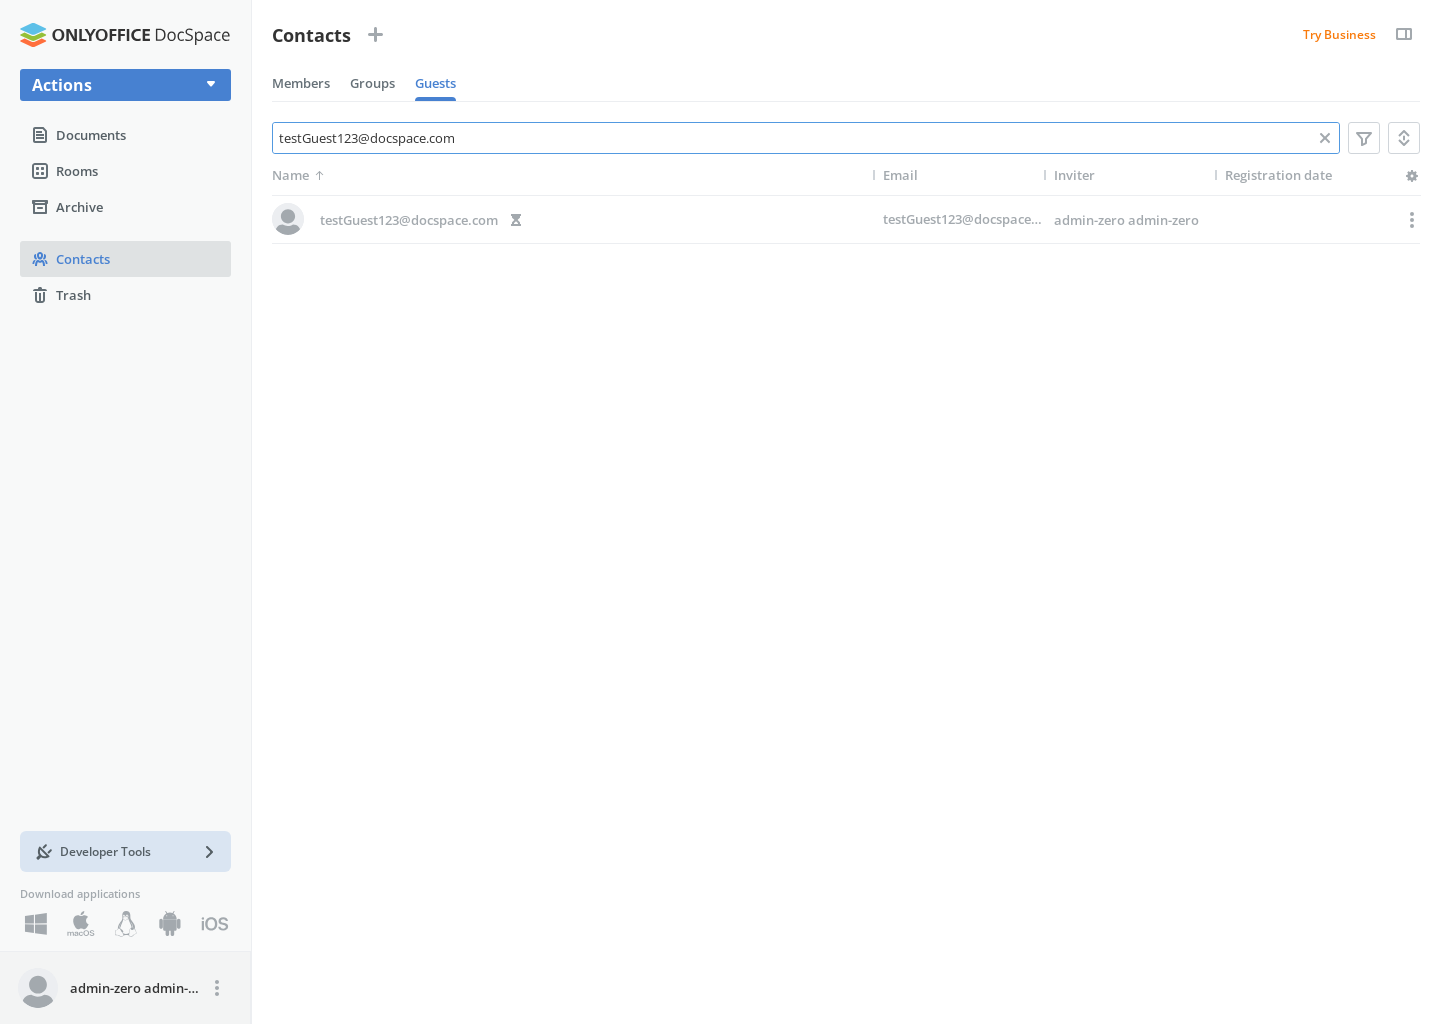 ONLYOFFICE DocSpace
Actions
Documents
Rooms
Archive
Contacts
Trash
Developer Tools
Download applications
macOS
iOS
admin-zero admin-...
Contacts
Try Business
Members Groups Guests
testGuest123@docspace.com
Name Email Inviter Registration date
testGuest123@docspace.com testGuest123@docspace... admin-zero admin-zero